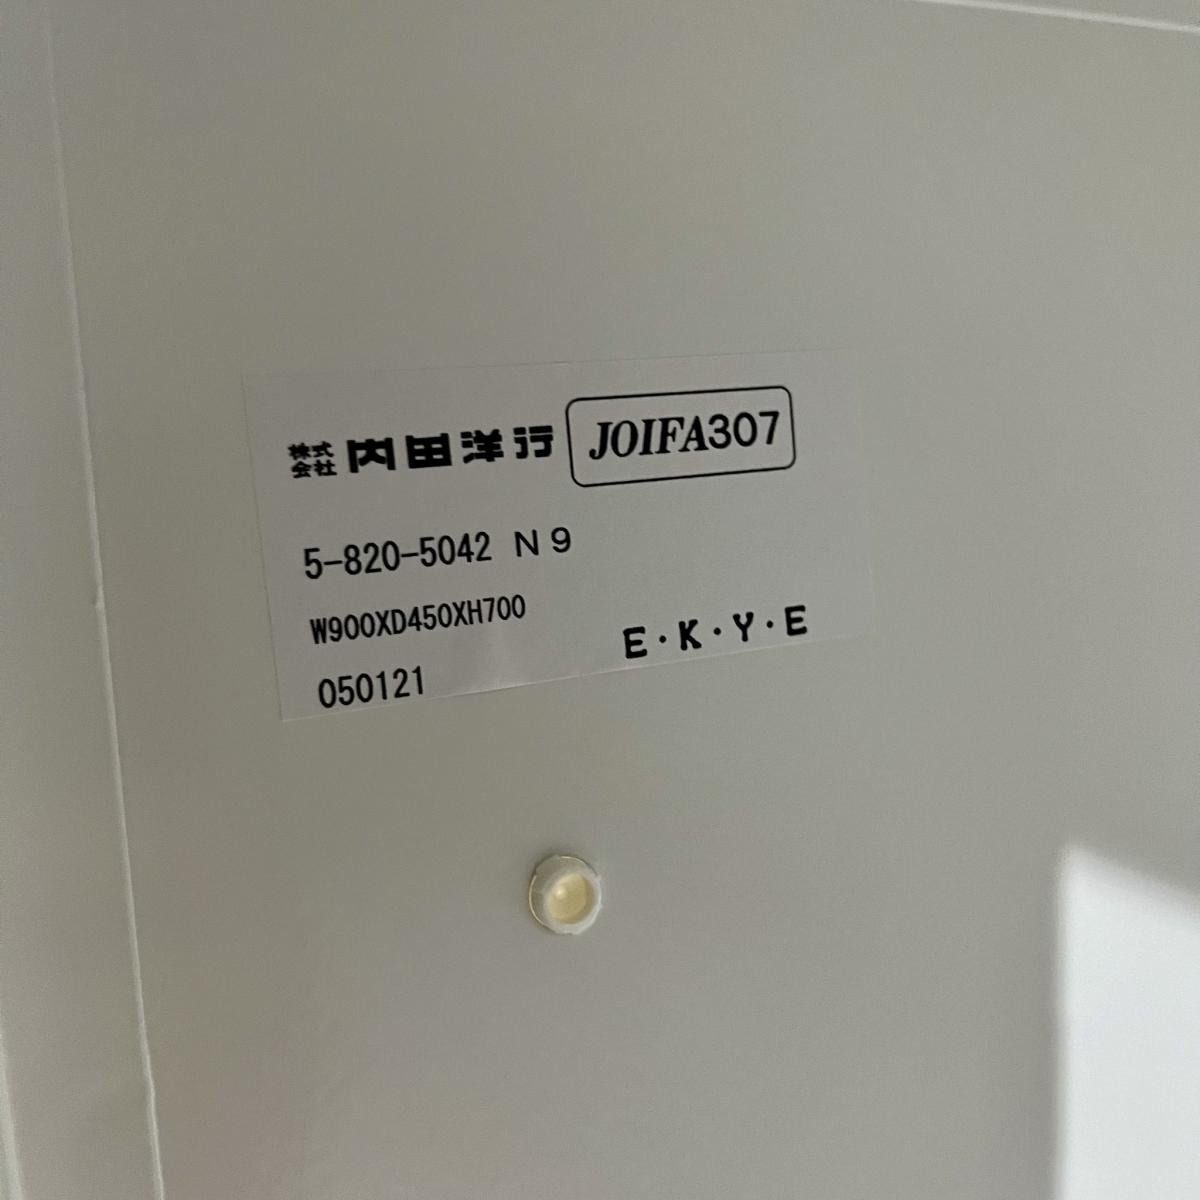 株式会社 内田洋行 JOIFA307
5-820-5042 N9
W900XD450XH700
E・K・Y・E
050121